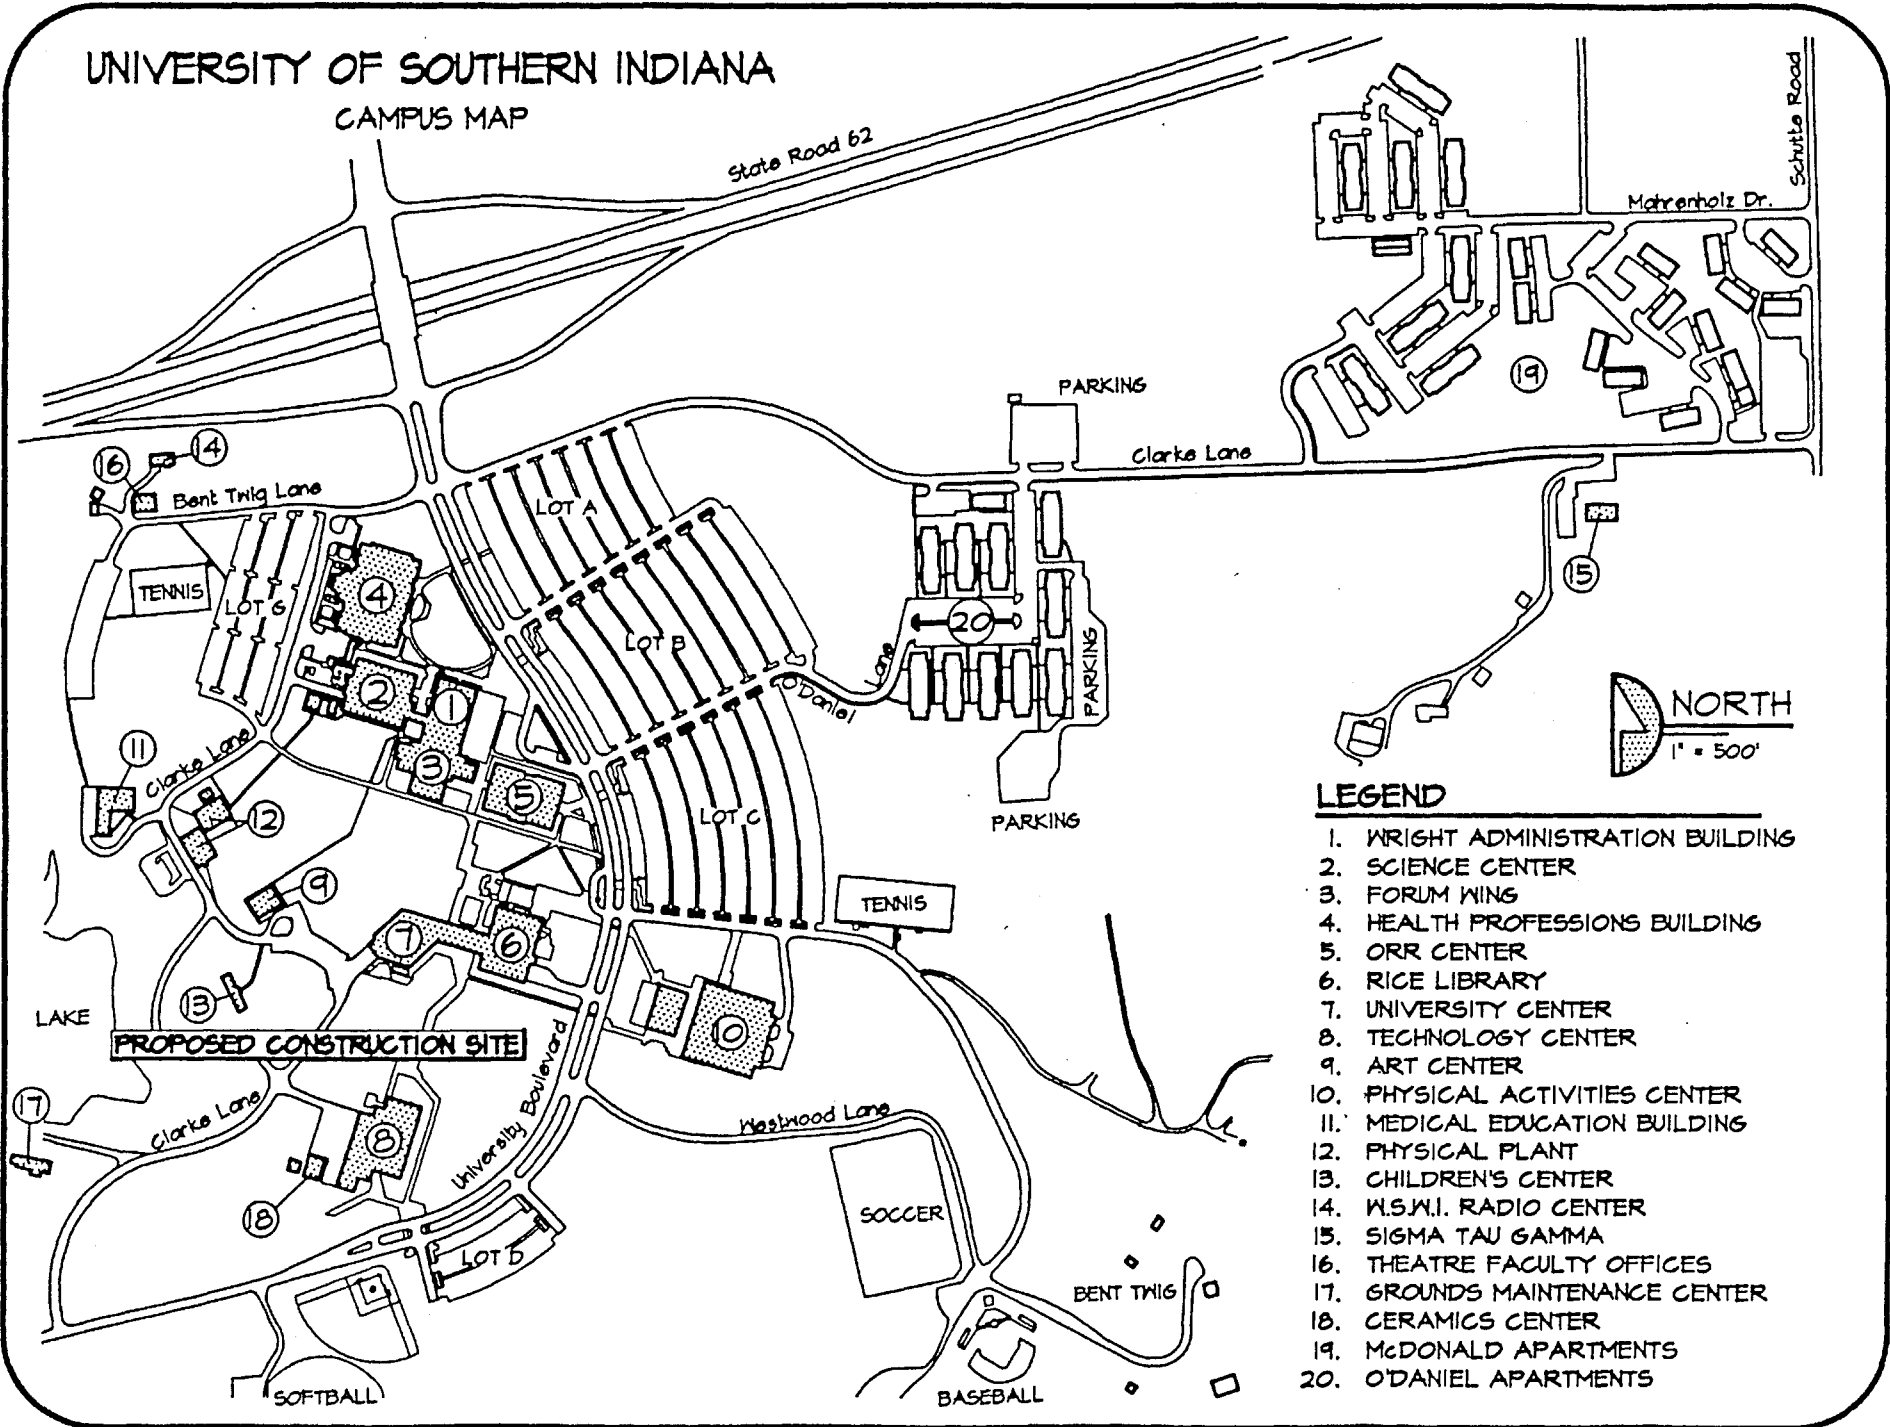 UNIVERSITY OF SOUTHERN INDIANA
CAMPUS MAP
State Road 62
Schutte Road
Mahrenholz Dr.
19
PARKING
Clarke Lane
14
16
Bent Twig Lane
LOT A
TENNIS
LOT G
4
15
20
LOT B
2
1
Lane
O'Daniel
PARKING
NORTH
1" = 500'
11
Clarke Lane
3
5
12
LOT C
PARKING
9
TENNIS
7
6
13
LAKE
10
PROPOSED CONSTRUCTION SITE
University Boulevard
17
Clarke Lane
8
Westwood Lane
18
SOCCER
LOT D
BENT TWIG
SOFTBALL
BASEBALL
LEGEND
1. WRIGHT ADMINISTRATION BUILDING
2. SCIENCE CENTER
3. FORUM WING
4. HEALTH PROFESSIONS BUILDING
5. ORR CENTER
6. RICE LIBRARY
7. UNIVERSITY CENTER
8. TECHNOLOGY CENTER
9. ART CENTER
10. PHYSICAL ACTIVITIES CENTER
11. MEDICAL EDUCATION BUILDING
12. PHYSICAL PLANT
13. CHILDREN'S CENTER
14. W.S.W.I. RADIO CENTER
15. SIGMA TAU GAMMA
16. THEATRE FACULTY OFFICES
17. GROUNDS MAINTENANCE CENTER
18. CERAMICS CENTER
19. McDONALD APARTMENTS
20. O'DANIEL APARTMENTS